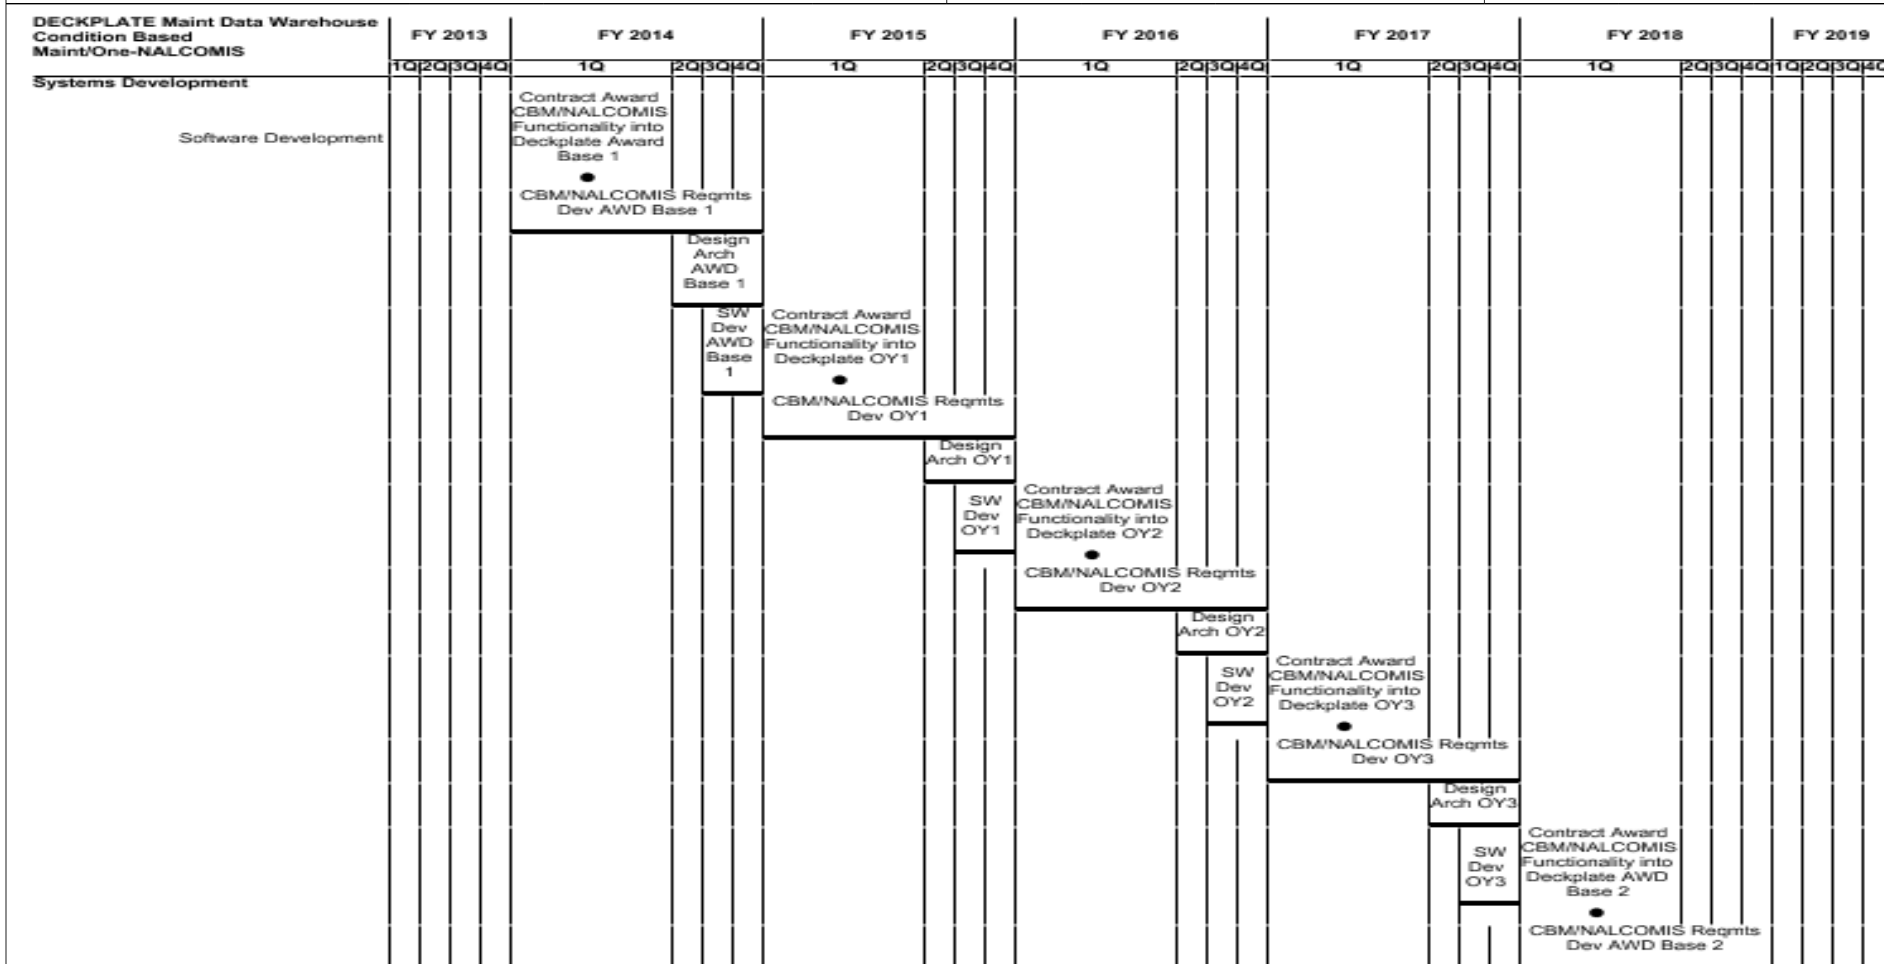 DECKPLATE Maint Data Warehouse
Condition Based
Maint/One-NALCOMIS
FY 2013 FY 2014 FY 2015 FY 2016 FY 2017 FY 2018 FY 2019
1Q 2Q 3Q 4Q 1Q 2Q 3Q 4Q 1Q 2Q 3Q 4Q 1Q 2Q 3Q 4Q 1Q 2Q 3Q 4Q 1Q 2Q 3Q 4Q 1Q 2Q 3Q 4Q
Systems Development
Software Development
Contract Award
CBM/NALCOMIS
Functionality into
Deckplate Award
Base 1
CBM/NALCOMIS Reqmts
Dev AWD Base 1
Design
Arch
AWD
Base 1
SW
Dev
AWD
Base
1
Contract Award
CBM/NALCOMIS
Functionality into
Deckplate OY1
CBM/NALCOMIS Reqmts
Dev OY1
Design
Arch OY1
SW
Dev
OY1
Contract Award
CBM/NALCOMIS
Functionality into
Deckplate OY2
CBM/NALCOMIS Reqmts
Dev OY2
Design
Arch OY2
SW
Dev
OY2
Contract Award
CBM/NALCOMIS
Functionality into
Deckplate OY3
CBM/NALCOMIS Reqmts
Dev OY3
Design
Arch OY3
SW
Dev
OY3
Contract Award
CBM/NALCOMIS
Functionality into
Deckplate AWD
Base 2
CBM/NALCOMIS Reqmts
Dev AWD Base 2